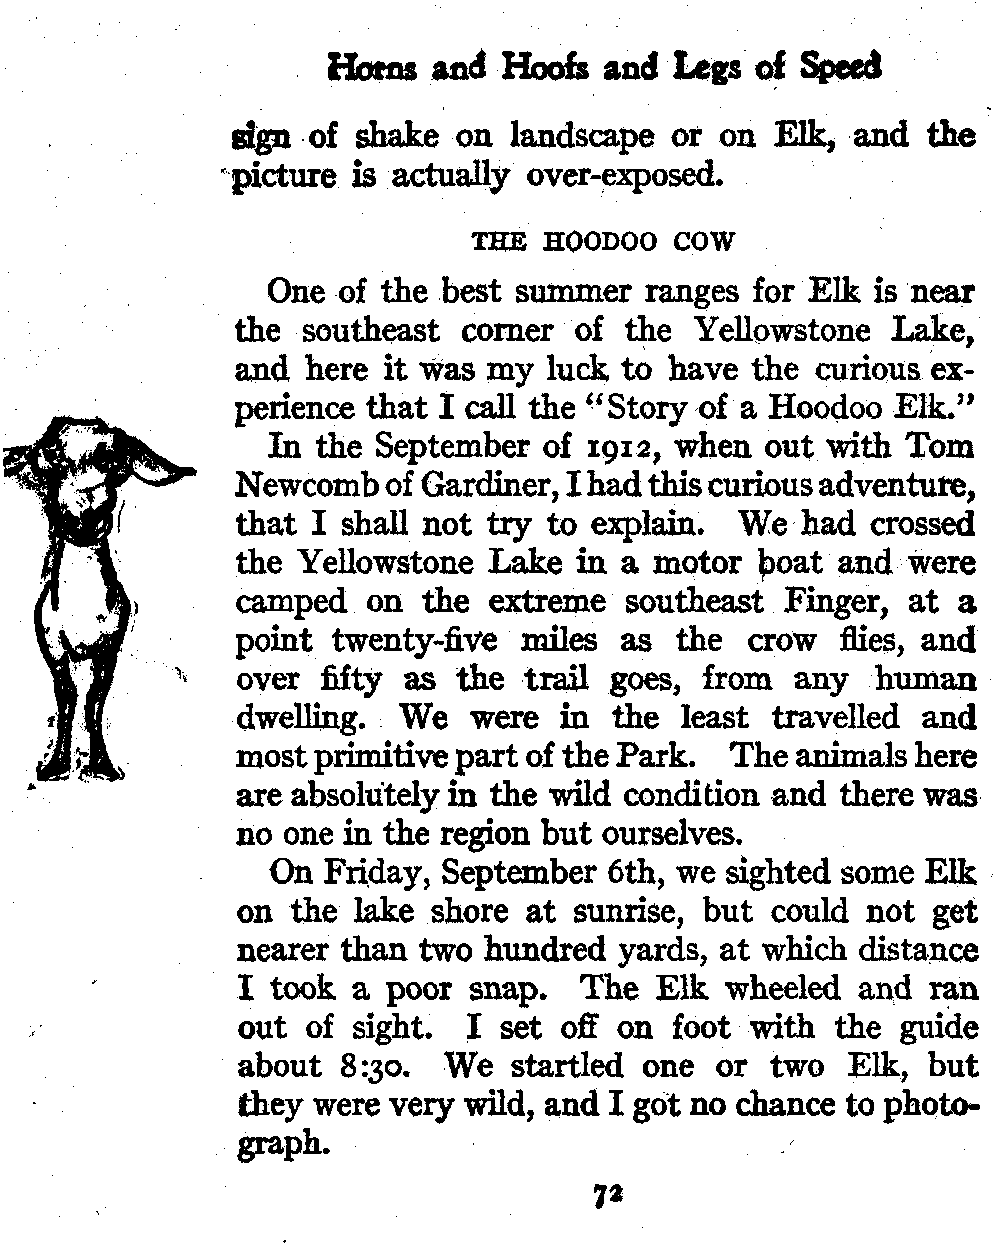 Horns and Hoofs and Legs of Speed
sign of shake on landscape or on Elk, and the
picture is actually over-exposed.
THE HOODOO COW
One of the best summer ranges for Elk is near
the southeast corner of the Yellowstone Lake,
and here it was my luck to have the curious ex-
perience that I call the “Story of a Hoodoo Elk.”
In the September of 1912, when out with Tom
Newcomb of Gardiner, I had this curious adventure,
that I shall not try to explain. We had crossed
the Yellowstone Lake in a motor boat and were
camped on the extreme southeast Finger, at a
point twenty-five miles as the crow flies, and
over fifty as the trail goes, from any human
dwelling. We were in the least travelled and
most primitive part of the Park. The animals here
are absolutely in the wild condition and there was
no one in the region but ourselves.
On Friday, September 6th, we sighted some Elk
on the lake shore at sunrise, but could not get
nearer than two hundred yards, at which distance
I took a poor snap. The Elk wheeled and ran
out of sight. I set off on foot with the guide
about 8:30. We startled one or two Elk, but
they were very wild, and I got no chance to photo-
graph.
72